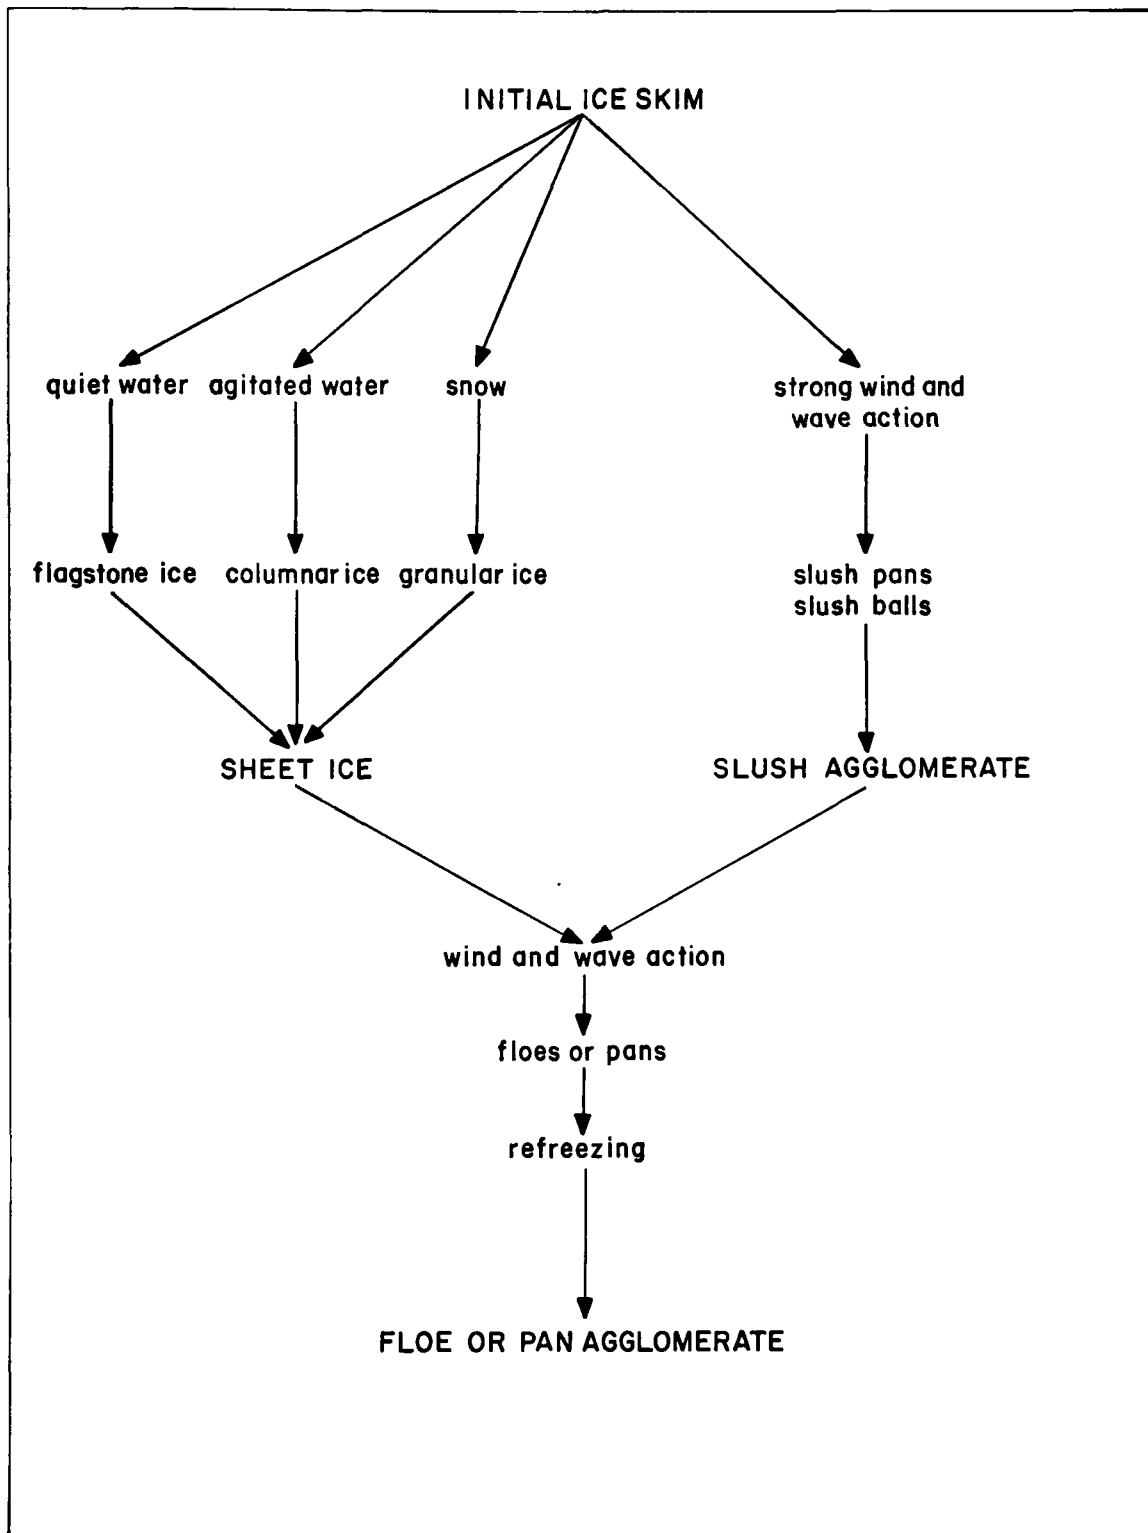 INITIAL ICE SKIM
quiet water agitated water snow strong wind and
wave action
flagstone ice columnar ice granular ice slush pans
slush balls
SHEET ICE SLUSH AGGLOMERATE
wind and wave action
floes or pans
refreezing
FLOE OR PAN AGGLOMERATE